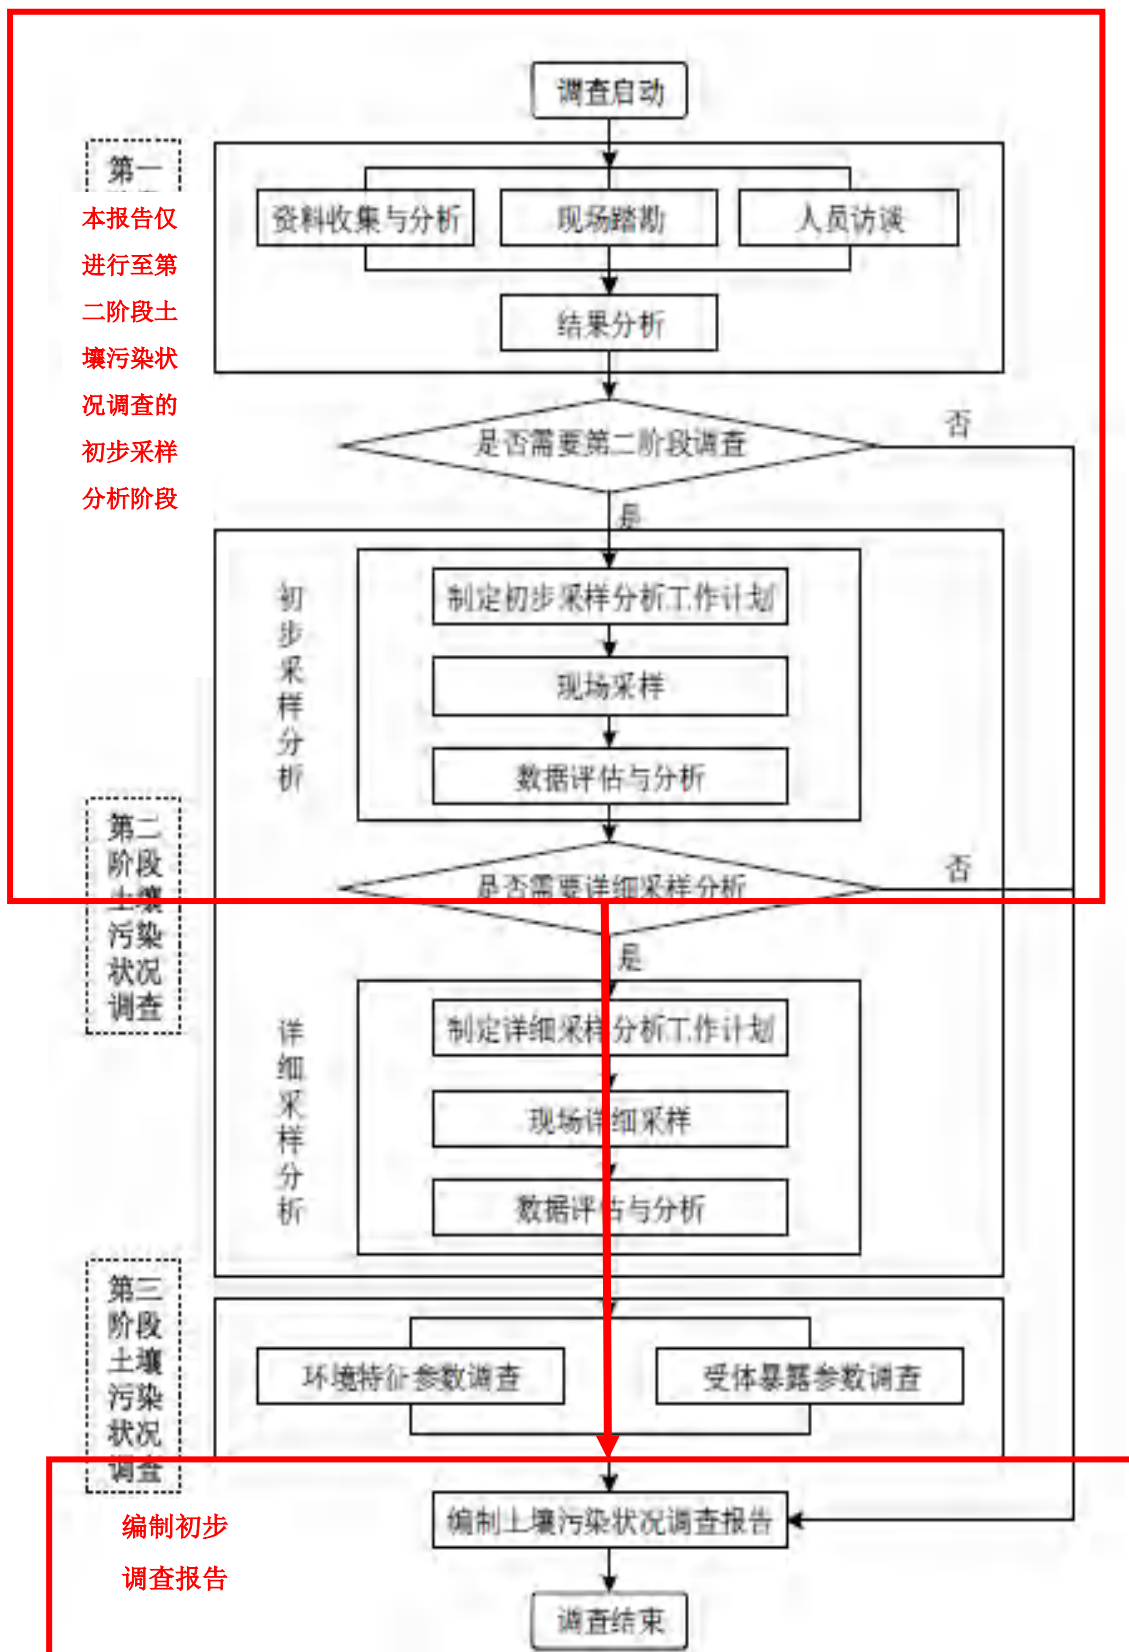 调查启动
第一
本报告仅
进行至第
二阶段土
壤污染状
况调查的
初步采样
分析阶段
资料收集与分析
现场踏勘
人员访谈
结果分析
是否需要第二阶段调查
否
是
初
步
采
样
分
析
制定初步采样分析工作计划
现场采样
数据评估与分析
第二
阶段
土壤
污染
状况
调查
是否需要详细采样分析
否
是
详
细
采
样
分
析
制定详细采样分析工作计划
现场详细采样
数据评估与分析
第三
阶段
土壤
污染
状况
调查
环境特征参数调查
受体暴露参数调查
编制初步
调查报告
编制土壤污染状况调查报告
调查结束